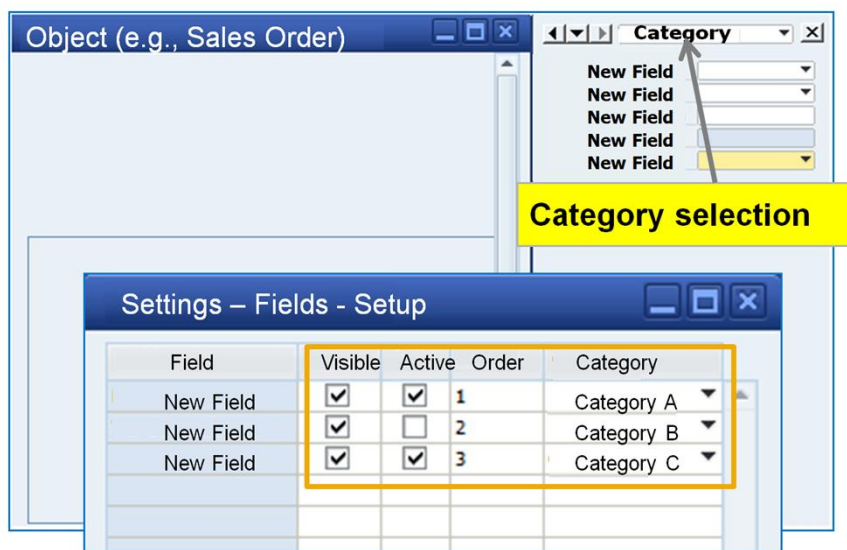 Object (e.g., Sales Order)
Category
New Field
New Field
New Field
New Field
New Field
Category selection
Settings – Fields - Setup
Field Visible Active Order Category
New Field 1 Category A
New Field 2 Category B
New Field 3 Category C